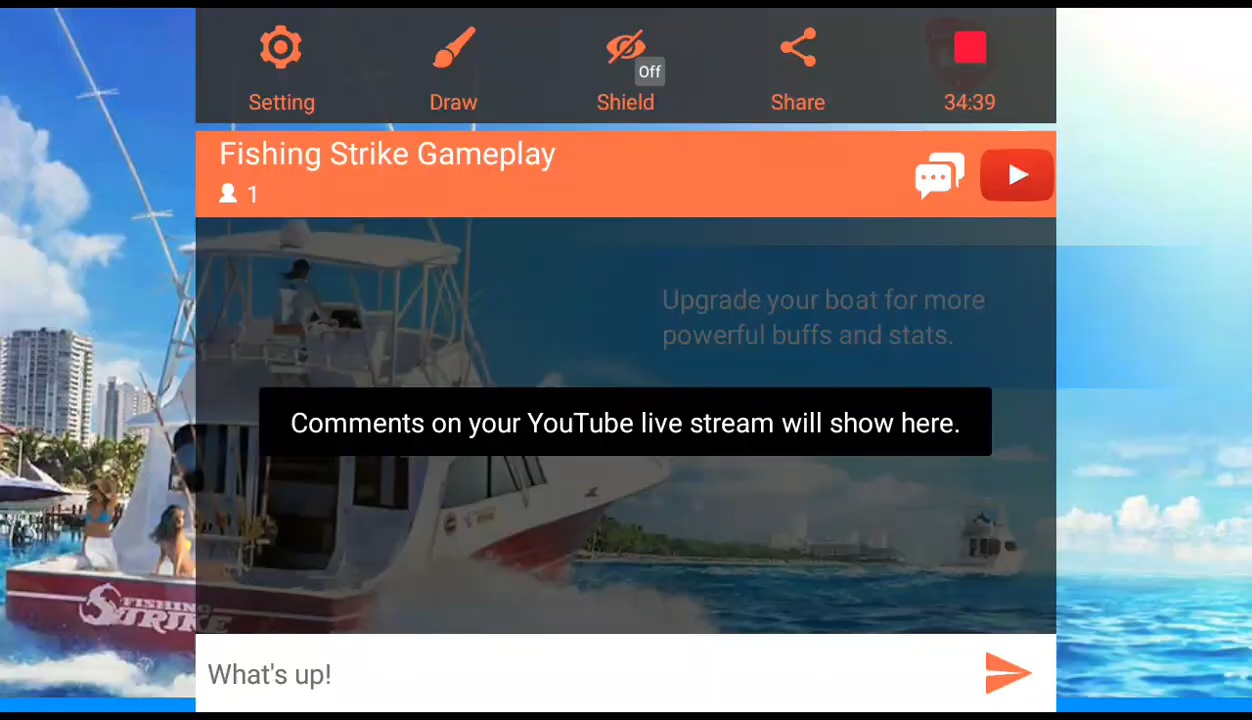 Off
Setting
Draw
Shield
Share
34:39
Fishing Strike Gameplay
1
Upgrade your boat for more
powerful buffs and stats.
Comments on your YouTube live stream will show here.
FISHING
STRIKE
What's up!